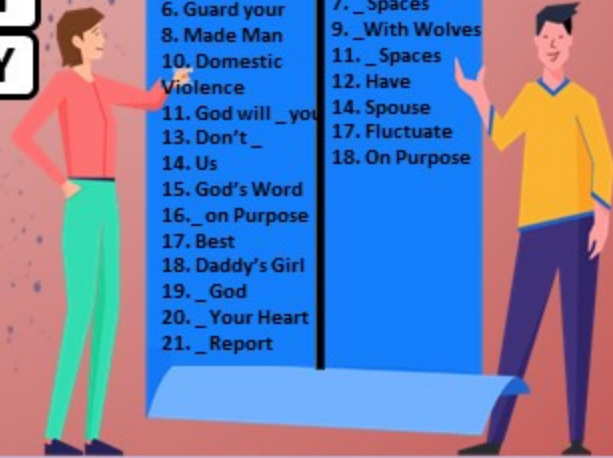 Y
6. Guard your
8. Made Man
10. Domestic
Violence
11. God will _ you
13. Don't _
14. Us
15. God's Word
16._ on Purpose
17. Best
18. Daddy's Girl
19. _ God
20. _ Your Heart
21. _ Report
7. _ Spaces
9. _With Wolves
11. _ Spaces
12. Have
14. Spouse
17. Fluctuate
18. On Purpose